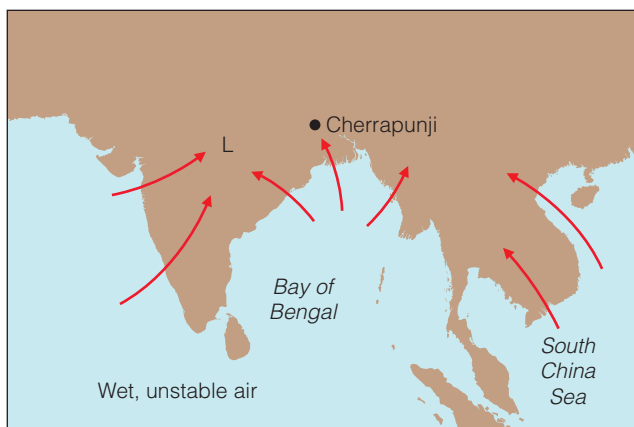 L
Cherrapunji
Bay of
Bengal
South
China
Sea
Wet, unstable air